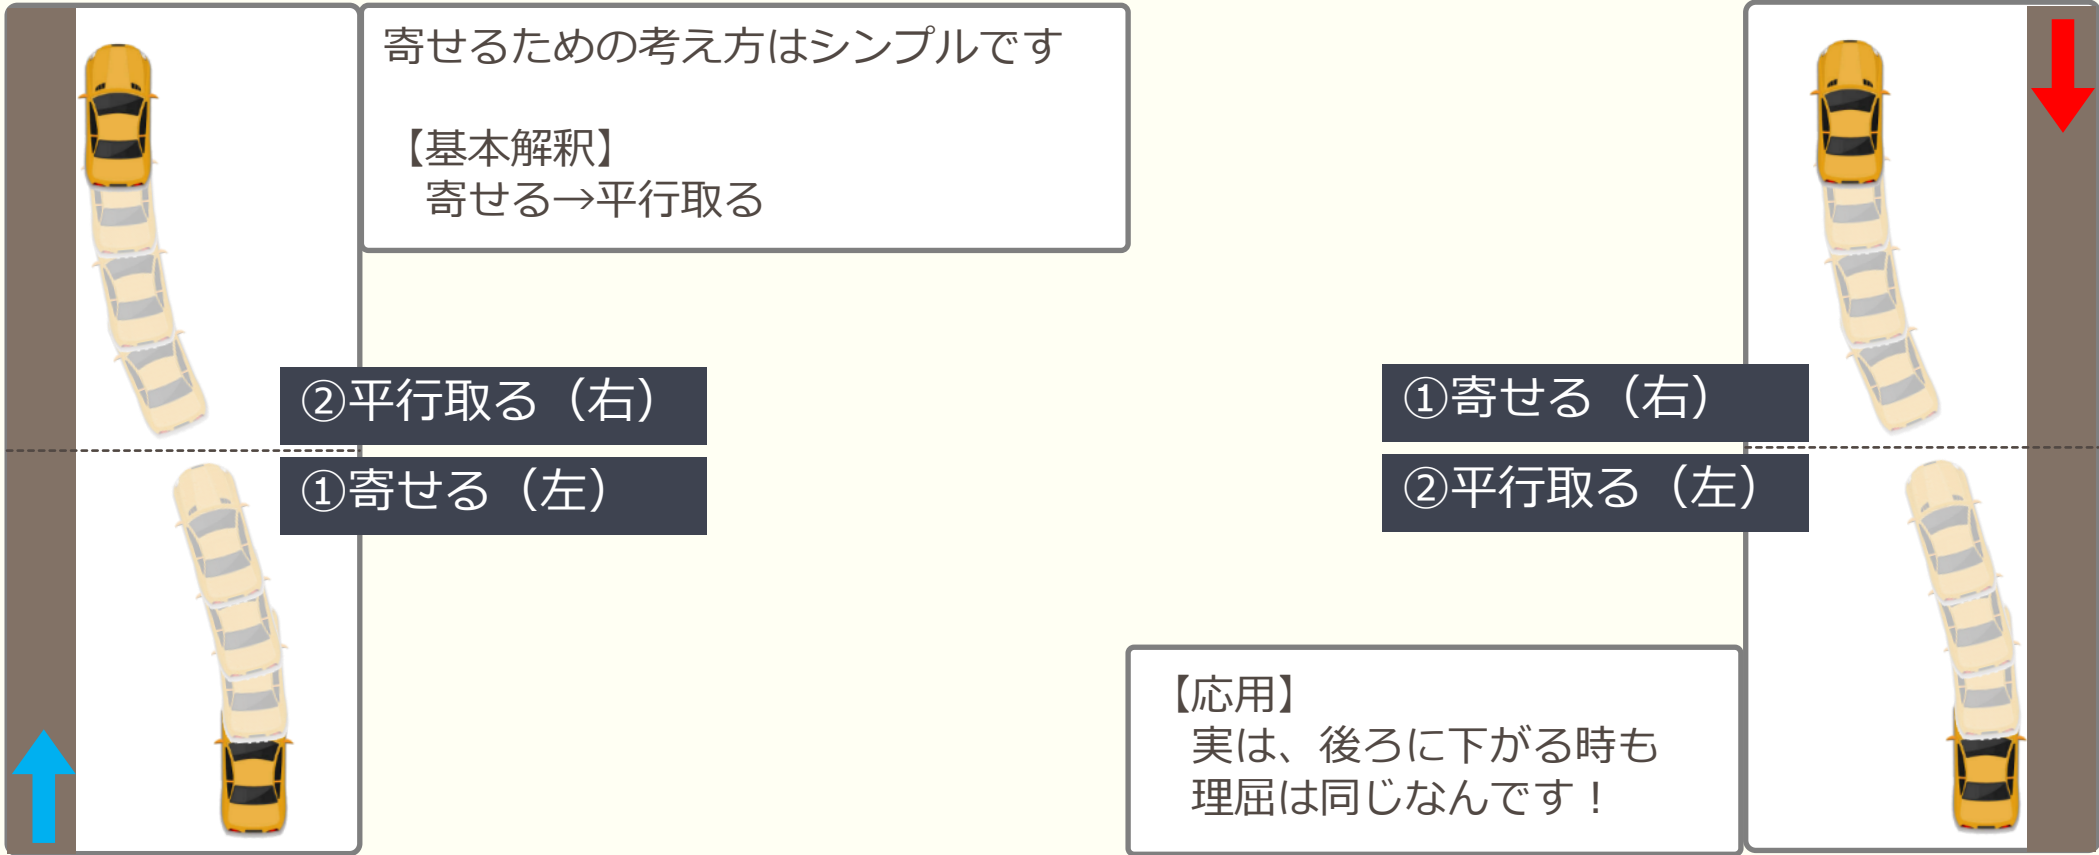 寄せるための考え方はシンプルです
【基本解釈】
寄せる→平行取る
②平行取る（右）
①寄せる（左）
①寄せる（右）
②平行取る（左）
【応用】
実は、後ろに下がる時も
理屈は同じなんです！